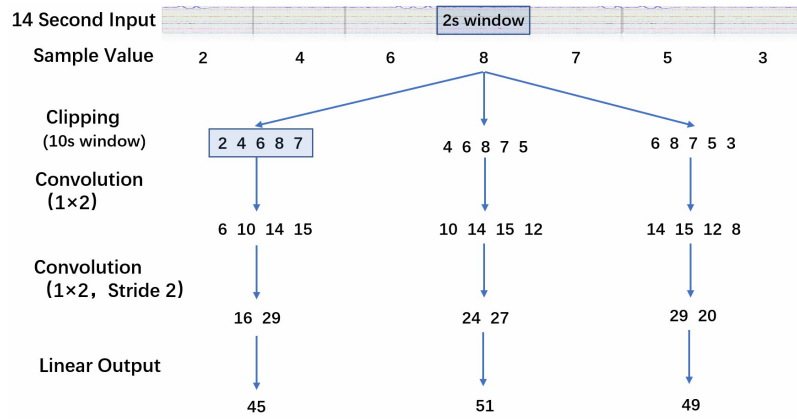 14 Second Input 2s window
Sample Value 2 4 6 8 7 5 3
Clipping
(10s window) 2 4 6 8 7 4 6 8 7 5 6 8 7 5 3
Convolution
(1×2)
6 10 14 15 10 14 15 12 14 15 12 8
Convolution
(1×2, Stride 2)
16 29 24 27 29 20
Linear Output
45 51 49